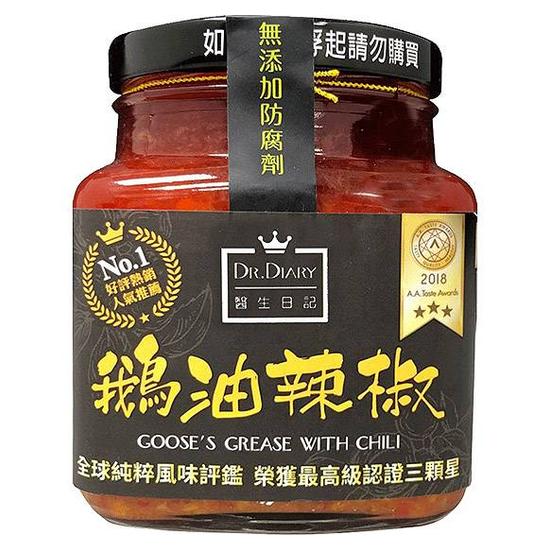 如
浮起請勿購買
無添加防腐劑
No.1
好評熱銷
人氣推薦
DR.DIARY
醫生日記
2018
A.A. Taste Awards
鵝油辣椒
GOOSE'S GREASE WITH CHILI
全球純粹風味評鑑 榮獲最高級認證三顆星